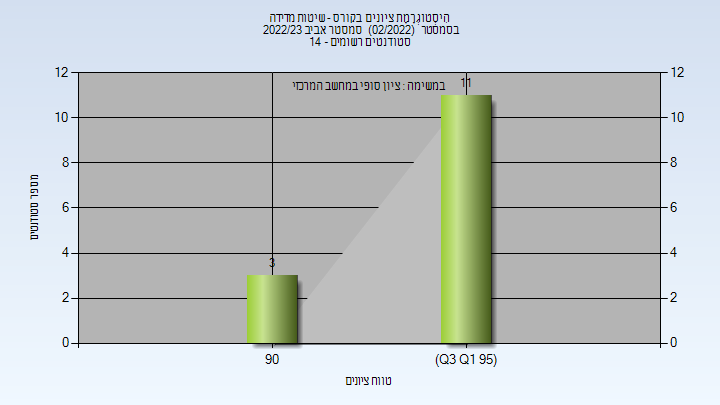 היסטוגרמת ציונים בקורס - שיטות מדידה
בסמסטר (02/2022) סמסטר אביב 2022/23
סטודנטים רשומים - 14
במשימה : ציון סופי במחשב המרכזי
12
10
8
6
4
2
0
12
10
8
6
4
2
0
3
11
מספר סטודנטים
90
(Q3 Q1 95)
טווח ציונים